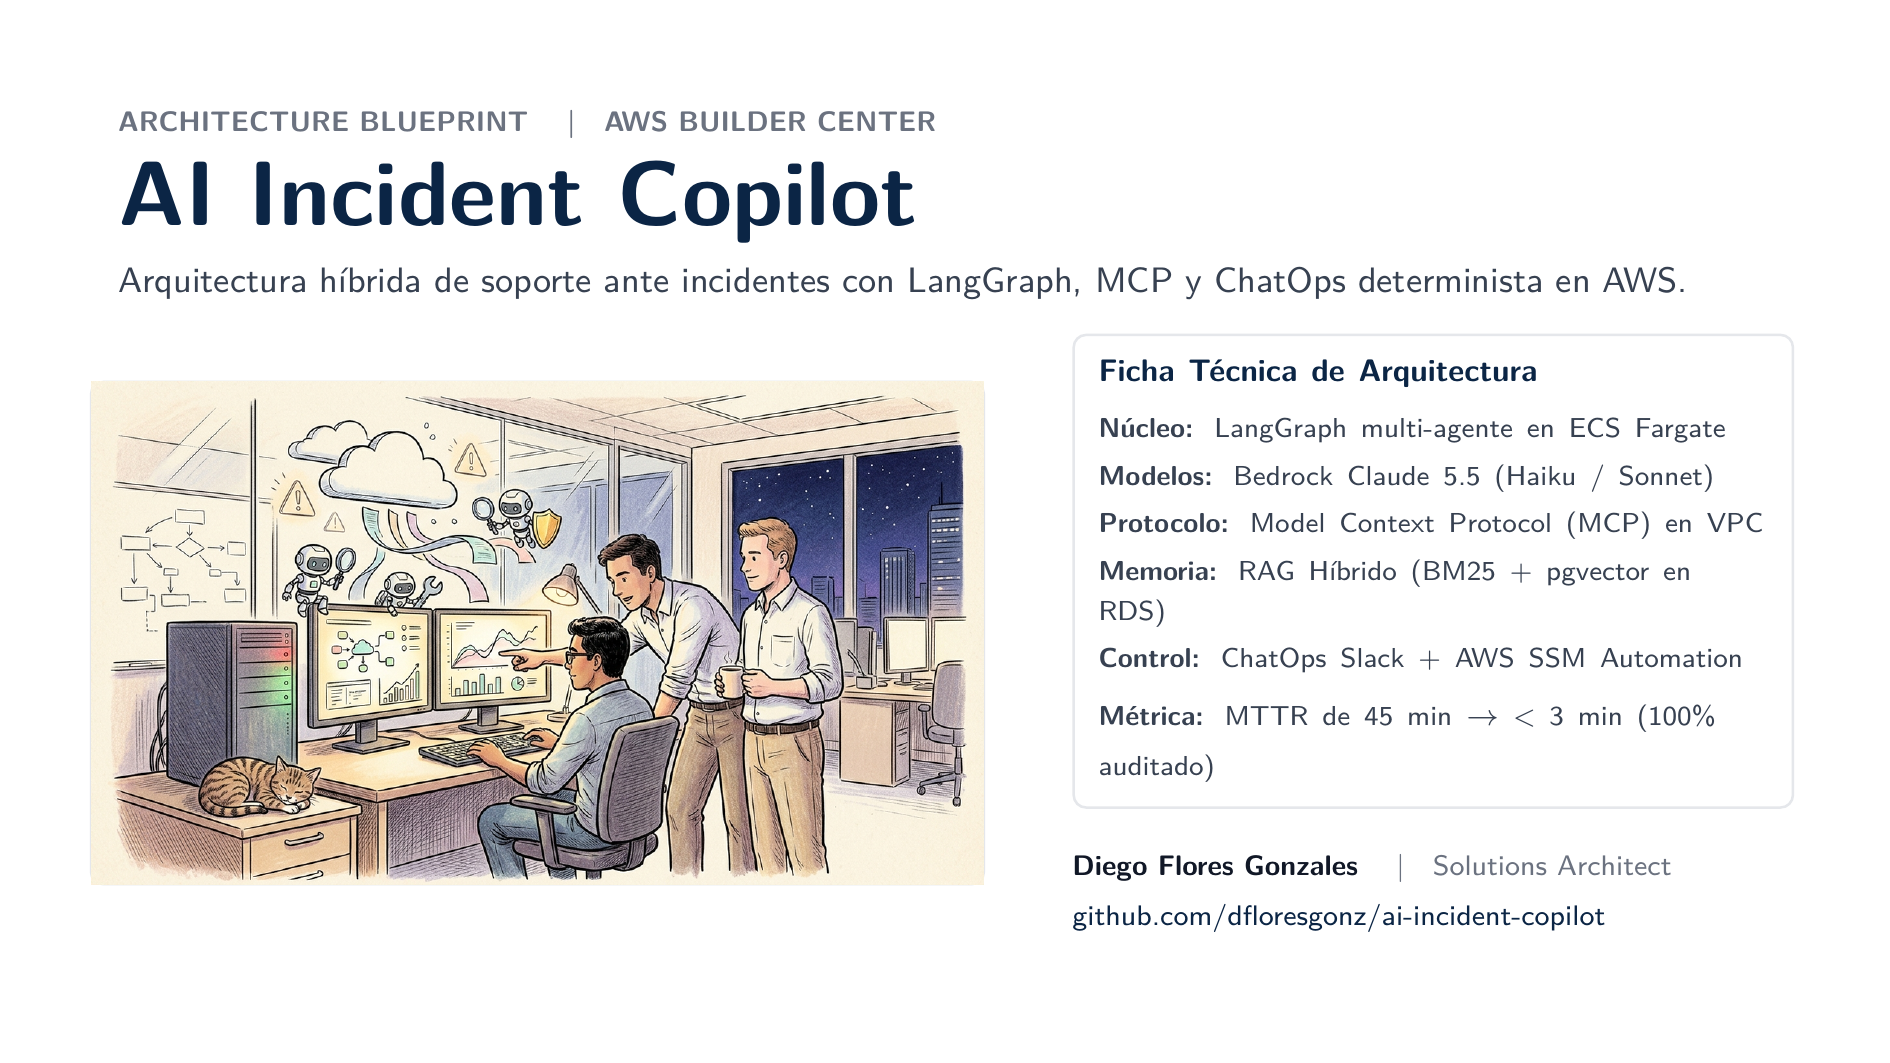 ARCHITECTURE BLUEPRINT | AWS BUILDER CENTER
AI Incident Copilot
Arquitectura híbrida de soporte ante incidentes con LangGraph, MCP y ChatOps determinista en AWS.
Ficha Técnica de Arquitectura
Núcleo: LangGraph multi-agente en ECS Fargate
Modelos: Bedrock Claude 5.5 (Haiku / Sonnet)
Protocolo: Model Context Protocol (MCP) en VPC
Memoria: RAG Híbrido (BM25 + pgvector en
RDS)
Control: ChatOps Slack + AWS SSM Automation
Métrica: MTTR de 45 min → < 3 min (100%
auditado)
Diego Flores Gonzales | Solutions Architect
github.com/dfloresgonz/ai-incident-copilot